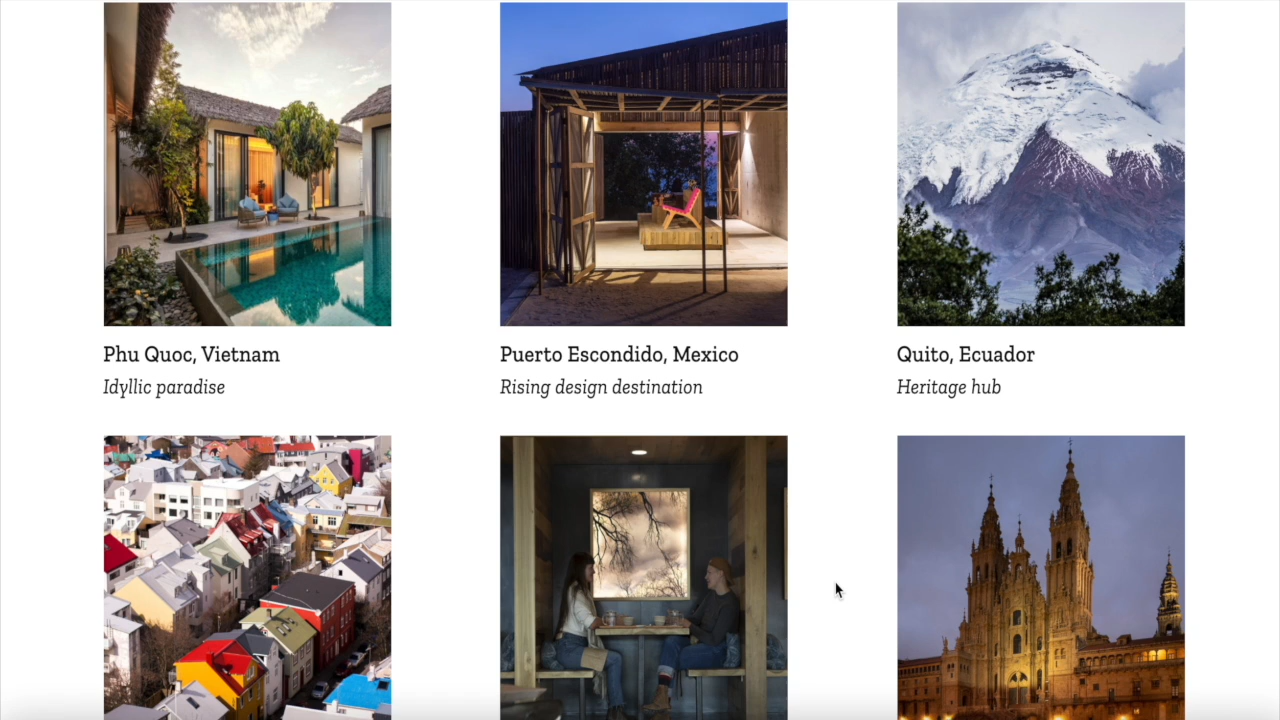 Phu Quoc, Vietnam
Idyllic paradise
Puerto Escondido, Mexico
Rising design destination
Quito, Ecuador
Heritage hub